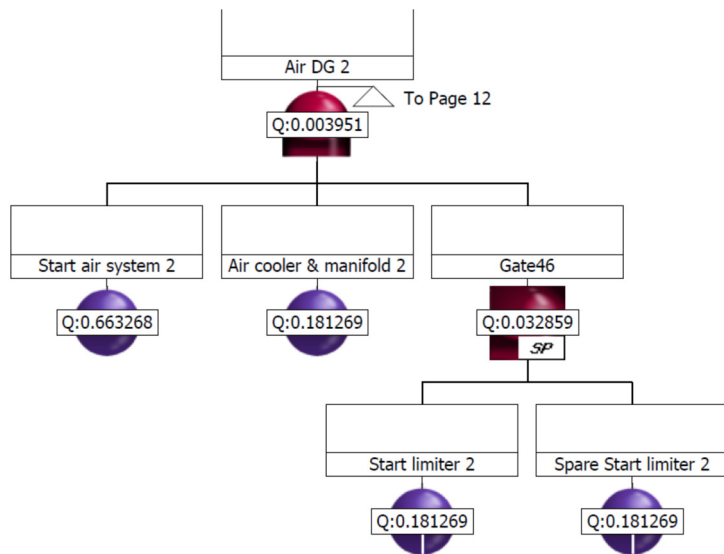 Air DG 2
To Page 12
Q:0.003951
Start air system 2
Air cooler & manifold 2
Gate46
Q:0.663268
Q:0.181269
Q:0.032859
SP
Start limiter 2
Spare Start limiter 2
Q:0.181269
Q:0.181269